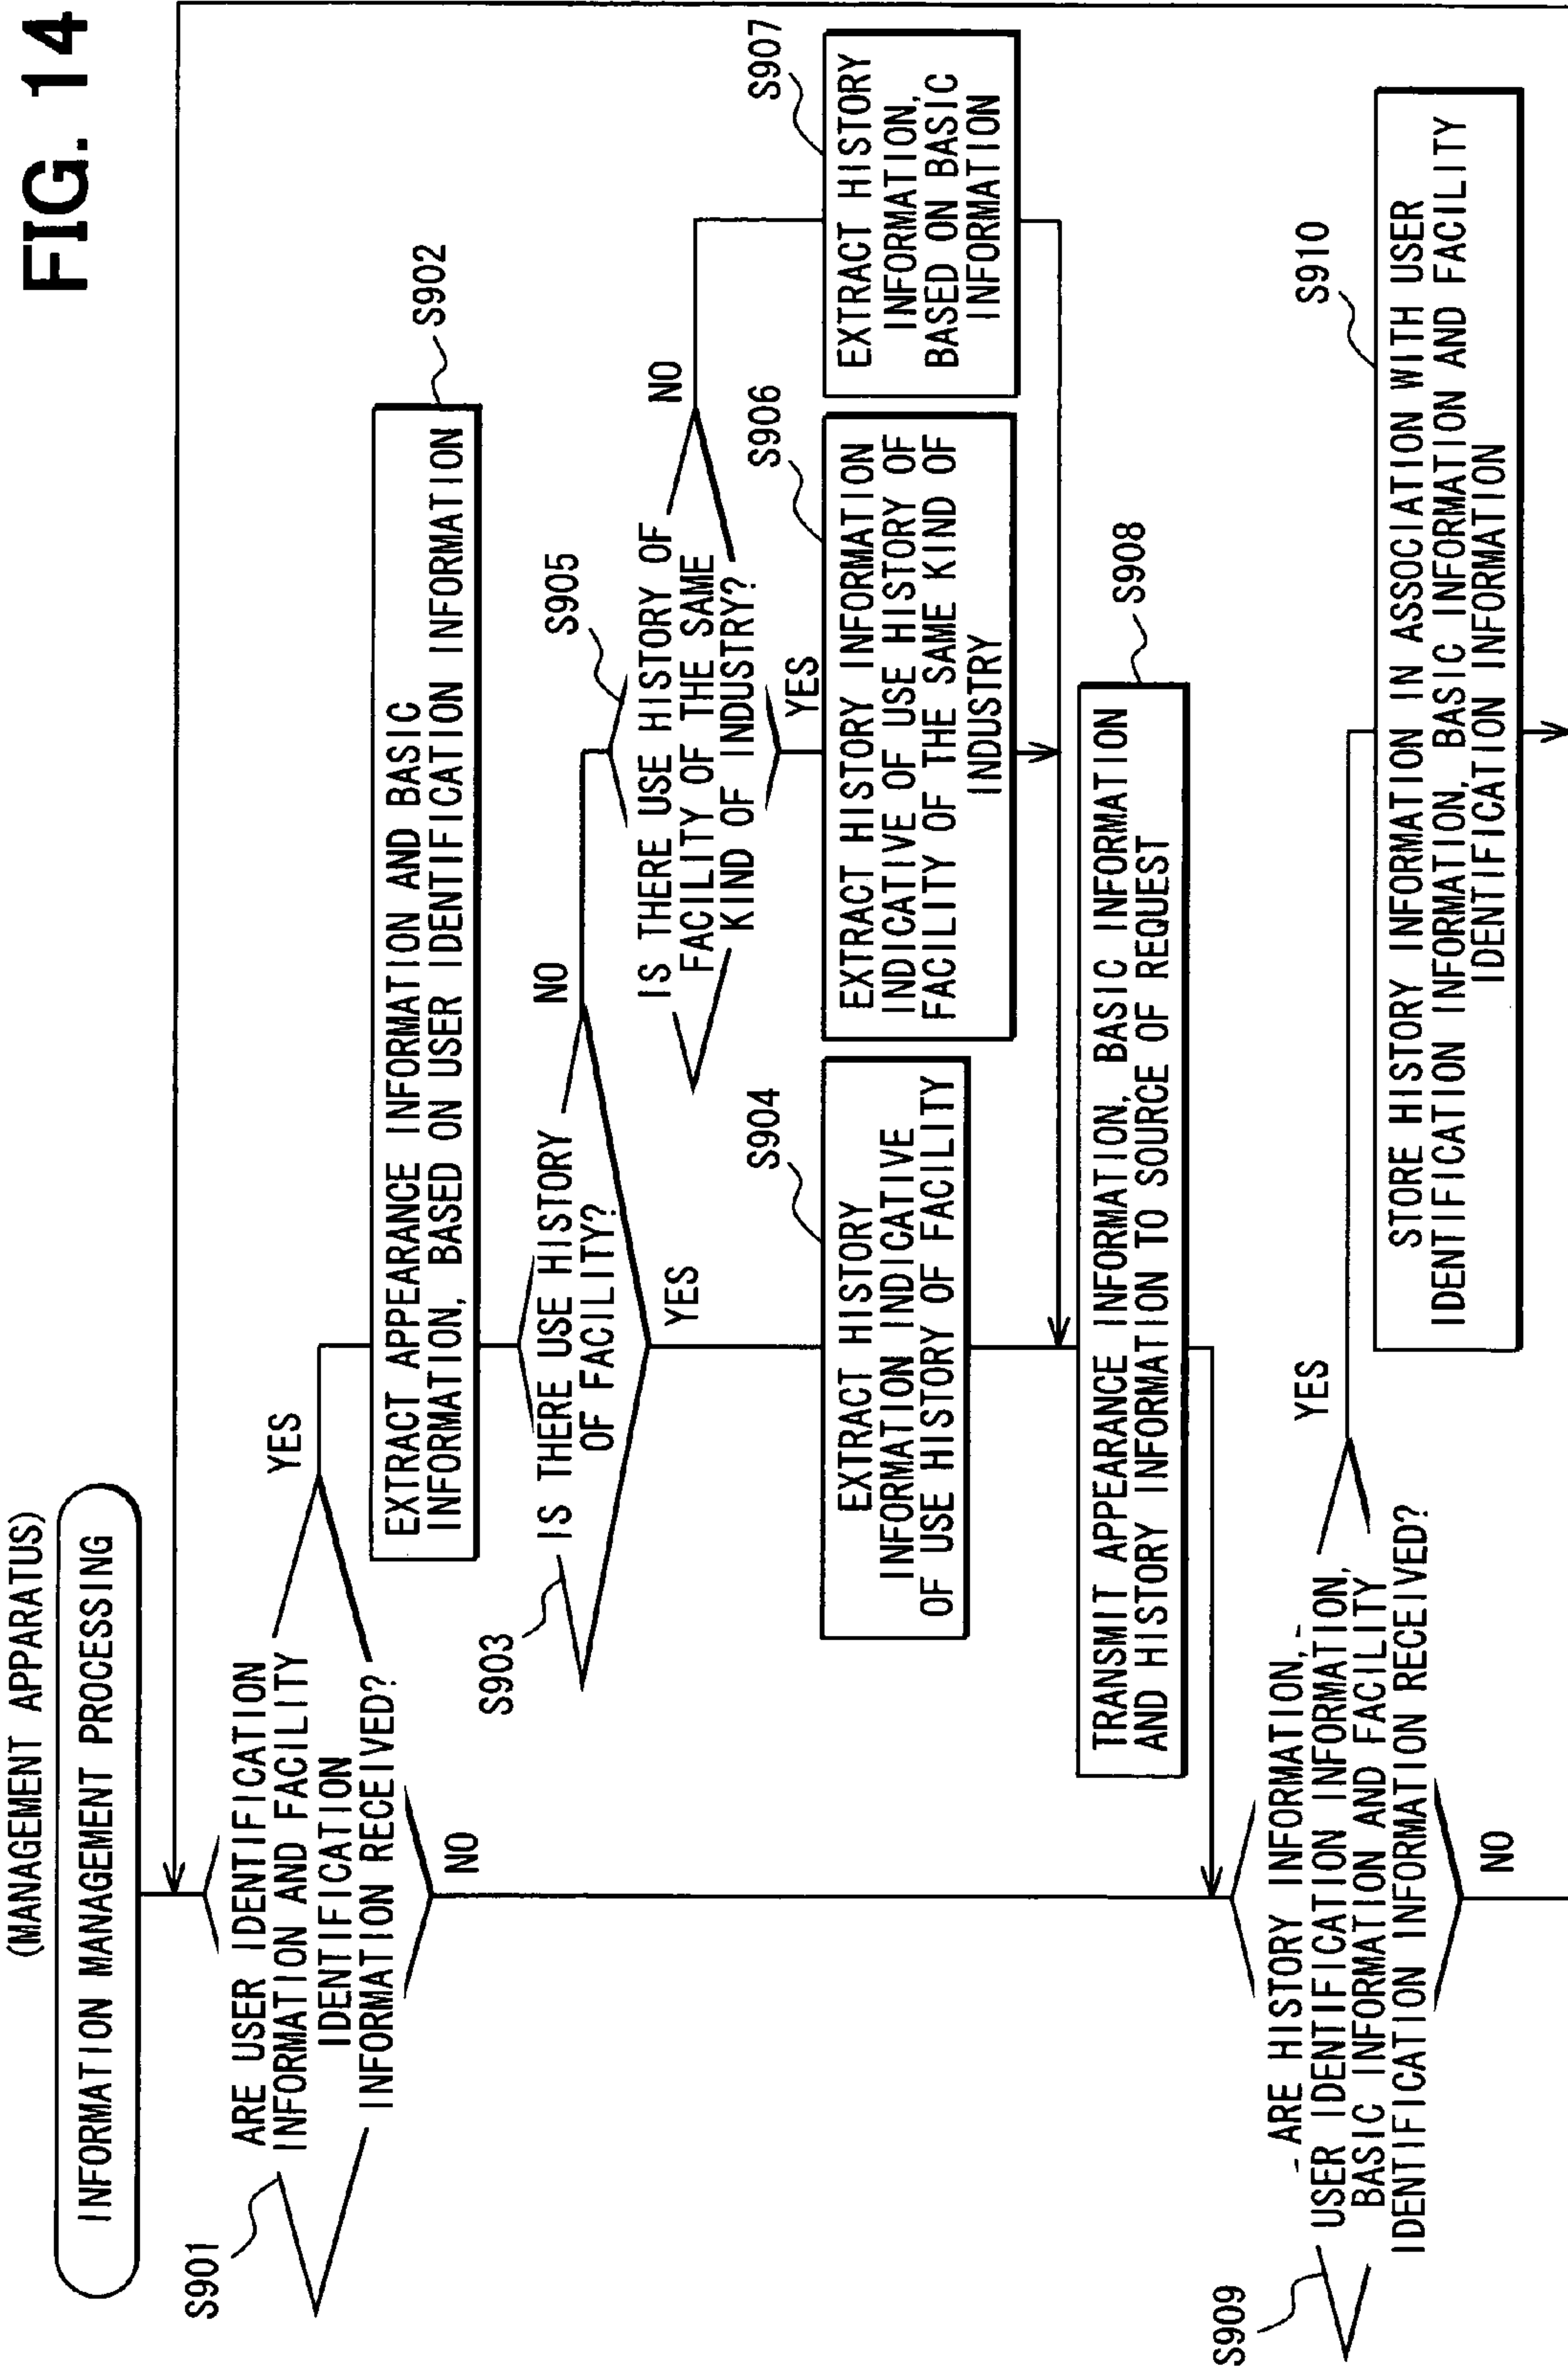 FIG. 14
(MANAGEMENT APPARATUS)
INFORMATION MANAGEMENT PROCESSING
S901
ARE USER IDENTIFICATION
INFORMATION AND FACILITY
IDENTIFICATION
INFORMATION RECEIVED?
YES
NO
S902
EXTRACT APPEARANCE INFORMATION AND BASIC
INFORMATION, BASED ON USER IDENTIFICATION INFORMATION
S903
IS THERE USE HISTORY
OF FACILITY?
NO
YES
S905
IS THERE USE HISTORY OF
FACILITY OF THE SAME
KIND OF INDUSTRY?
NO
YES
S904
EXTRACT HISTORY
INFORMATION INDICATIVE
OF USE HISTORY OF FACILITY
S906
EXTRACT HISTORY INFORMATION
INDICATIVE OF USE HISTORY OF
FACILITY OF THE SAME KIND OF
INDUSTRY
S907
EXTRACT HISTORY
INFORMATION,
BASED ON BASIC
INFORMATION
S908
TRANSMIT APPEARANCE INFORMATION, BASIC INFORMATION
AND HISTORY INFORMATION TO SOURCE OF REQUEST
S909
ARE HISTORY INFORMATION,
USER IDENTIFICATION INFORMATION,
BASIC INFORMATION AND FACILITY
IDENTIFICATION INFORMATION RECEIVED?
YES
NO
S910
STORE HISTORY INFORMATION IN ASSOCIATION WITH USER
IDENTIFICATION INFORMATION, BASIC INFORMATION AND FACILITY
IDENTIFICATION INFORMATION